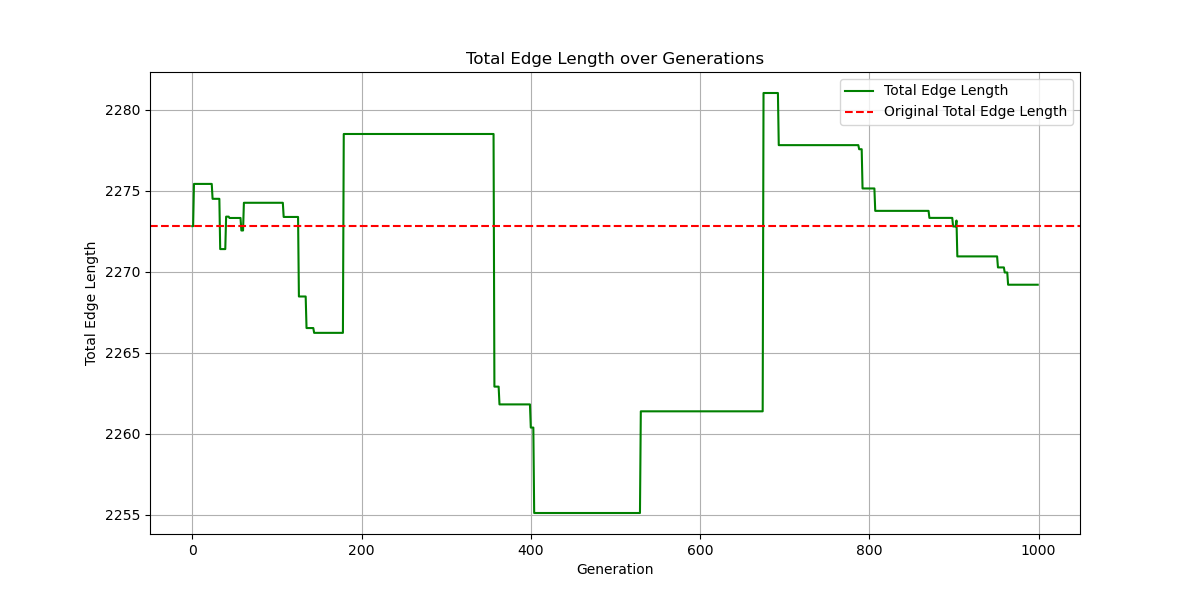 Total Edge Length over Generations
Total Edge Length
Original Total Edge Length
Total Edge Length
2280
2275
2270
2265
2260
2255
0 200 400 600 800 1000
Generation